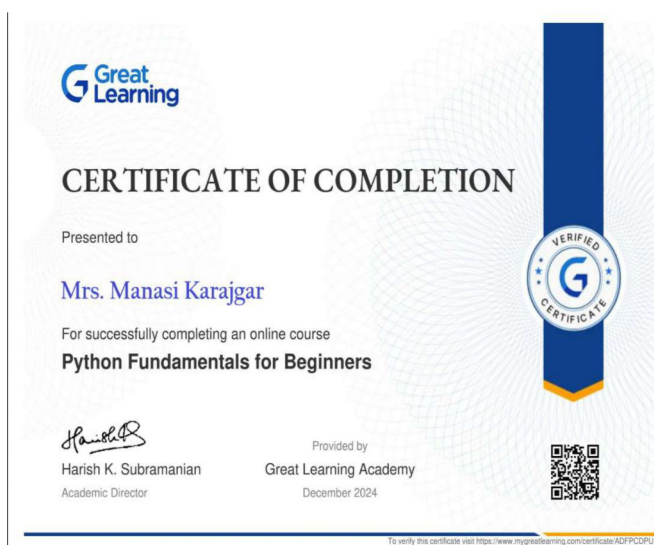 Great
Learning
CERTIFICATE OF COMPLETION
Presented to
Mrs. Manasi Karajgar
For successfully completing an online course
Python Fundamentals for Beginners
VERIFIED
G
CERTIFICATE
HarishKS
Harish K. Subramanian
Academic Director
Provided by
Great Learning Academy
December 2024
To verify this certificate visit https://www.mygreatlearning.com/certificate/ADFPCDPU